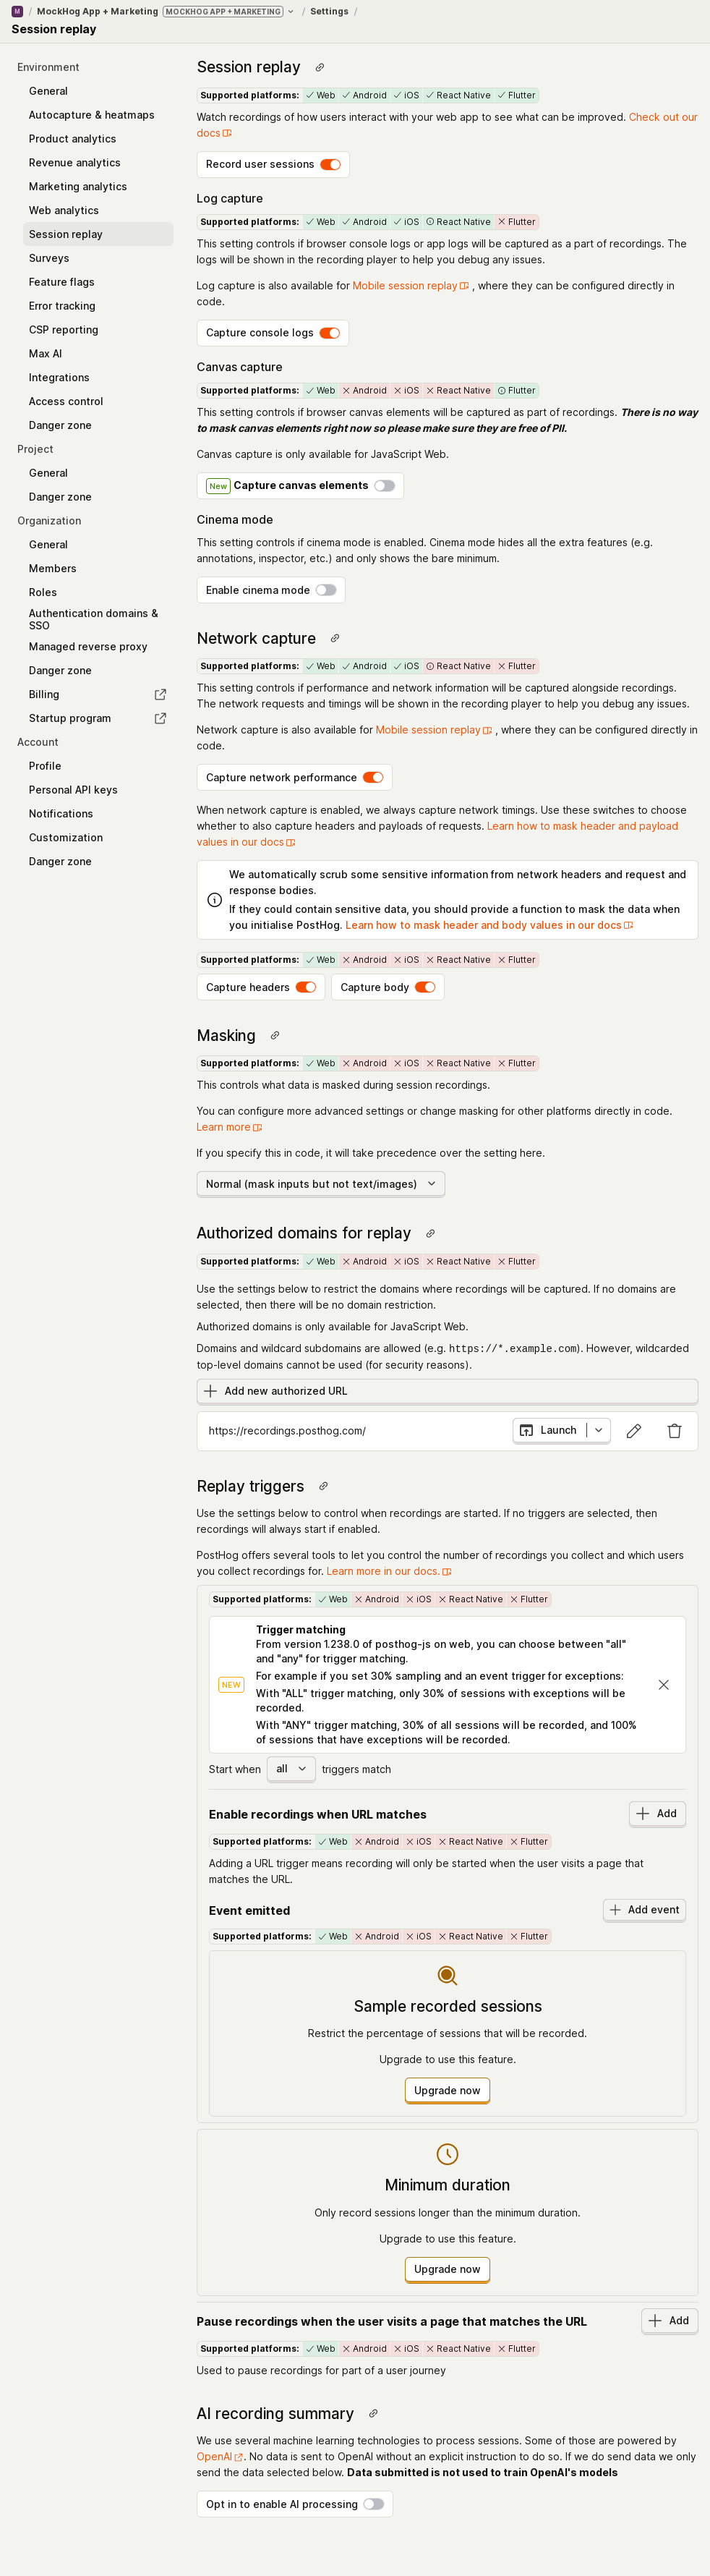 M / MockHog App + Marketing MOCKHOG APP + MARKETING / Settings /
Session replay
Environment
General
Autocapture & heatmaps
Product analytics
Revenue analytics
Marketing analytics
Web analytics
Session replay
Surveys
Feature flags
Error tracking
CSP reporting
Max AI
Integrations
Access control
Danger zone
Project
General
Danger zone
Organization
General
Members
Roles
Authentication domains &
SSO
Managed reverse proxy
Danger zone
Billing
Startup program
Account
Profile
Personal API keys
Notifications
Customization
Danger zone
Session replay
Supported platforms: Web Android iOS React Native Flutter
Watch recordings of how users interact with your web app to see what can be improved. Check out our
docs
Record user sessions
Log capture
Supported platforms: Web Android iOS React Native Flutter
This setting controls if browser console logs or app logs will be captured as a part of recordings. The
logs will be shown in the recording player to help you debug any issues.
Log capture is also available for Mobile session replay , where they can be configured directly in
code.
Capture console logs
Canvas capture
Supported platforms: Web Android iOS React Native Flutter
This setting controls if browser canvas elements will be captured as part of recordings. There is no way
to mask canvas elements right now so please make sure they are free of PII.
Canvas capture is only available for JavaScript Web.
New Capture canvas elements
Cinema mode
This setting controls if cinema mode is enabled. Cinema mode hides all the extra features (e.g.
annotations, inspector, etc.) and only shows the bare minimum.
Enable cinema mode
Network capture
Supported platforms: Web Android iOS React Native Flutter
This setting controls if performance and network information will be captured alongside recordings.
The network requests and timings will be shown in the recording player to help you debug any issues.
Network capture is also available for Mobile session replay , where they can be configured directly in
code.
Capture network performance
When network capture is enabled, we always capture network timings. Use these switches to choose
whether to also capture headers and payloads of requests. Learn how to mask header and payload
values in our docs
We automatically scrub some sensitive information from network headers and request and
response bodies.
If they could contain sensitive data, you should provide a function to mask the data when
you initialise PostHog. Learn how to mask header and body values in our docs
Supported platforms: Web Android iOS React Native Flutter
Capture headers Capture body
Masking
Supported platforms: Web Android iOS React Native Flutter
This controls what data is masked during session recordings.
You can configure more advanced settings or change masking for other platforms directly in code.
Learn more
If you specify this in code, it will take precedence over the setting here.
Normal (mask inputs but not text/images)
Authorized domains for replay
Supported platforms: Web Android iOS React Native Flutter
Use the settings below to restrict the domains where recordings will be captured. If no domains are
selected, then there will be no domain restriction.
Authorized domains is only available for JavaScript Web.
Domains and wildcard subdomains are allowed (e.g. https://*.example.com). However, wildcarded
top-level domains cannot be used (for security reasons).
Add new authorized URL
https://recordings.posthog.com/ Launch
Replay triggers
Use the settings below to control when recordings are started. If no triggers are selected, then
recordings will always start if enabled.
PostHog offers several tools to let you control the number of recordings you collect and which users
you collect recordings for. Learn more in our docs.
Supported platforms: Web Android iOS React Native Flutter
NEW
Trigger matching
From version 1.238.0 of posthog-js on web, you can choose between "all"
and "any" for trigger matching.
For example if you set 30% sampling and an event trigger for exceptions:
With "ALL" trigger matching, only 30% of sessions with exceptions will be
recorded.
With "ANY" trigger matching, 30% of all sessions will be recorded, and 100%
of sessions that have exceptions will be recorded.
Start when all triggers match
Enable recordings when URL matches Add
Supported platforms: Web Android iOS React Native Flutter
Adding a URL trigger means recording will only be started when the user visits a page that
matches the URL.
Event emitted Add event
Supported platforms: Web Android iOS React Native Flutter
Sample recorded sessions
Restrict the percentage of sessions that will be recorded.
Upgrade to use this feature.
Upgrade now
Minimum duration
Only record sessions longer than the minimum duration.
Upgrade to use this feature.
Upgrade now
Pause recordings when the user visits a page that matches the URL Add
Supported platforms: Web Android iOS React Native Flutter
Used to pause recordings for part of a user journey
AI recording summary
We use several machine learning technologies to process sessions. Some of those are powered by
OpenAI . No data is sent to OpenAI without an explicit instruction to do so. If we do send data we only
send the data selected below. Data submitted is not used to train OpenAI's models
Opt in to enable AI processing